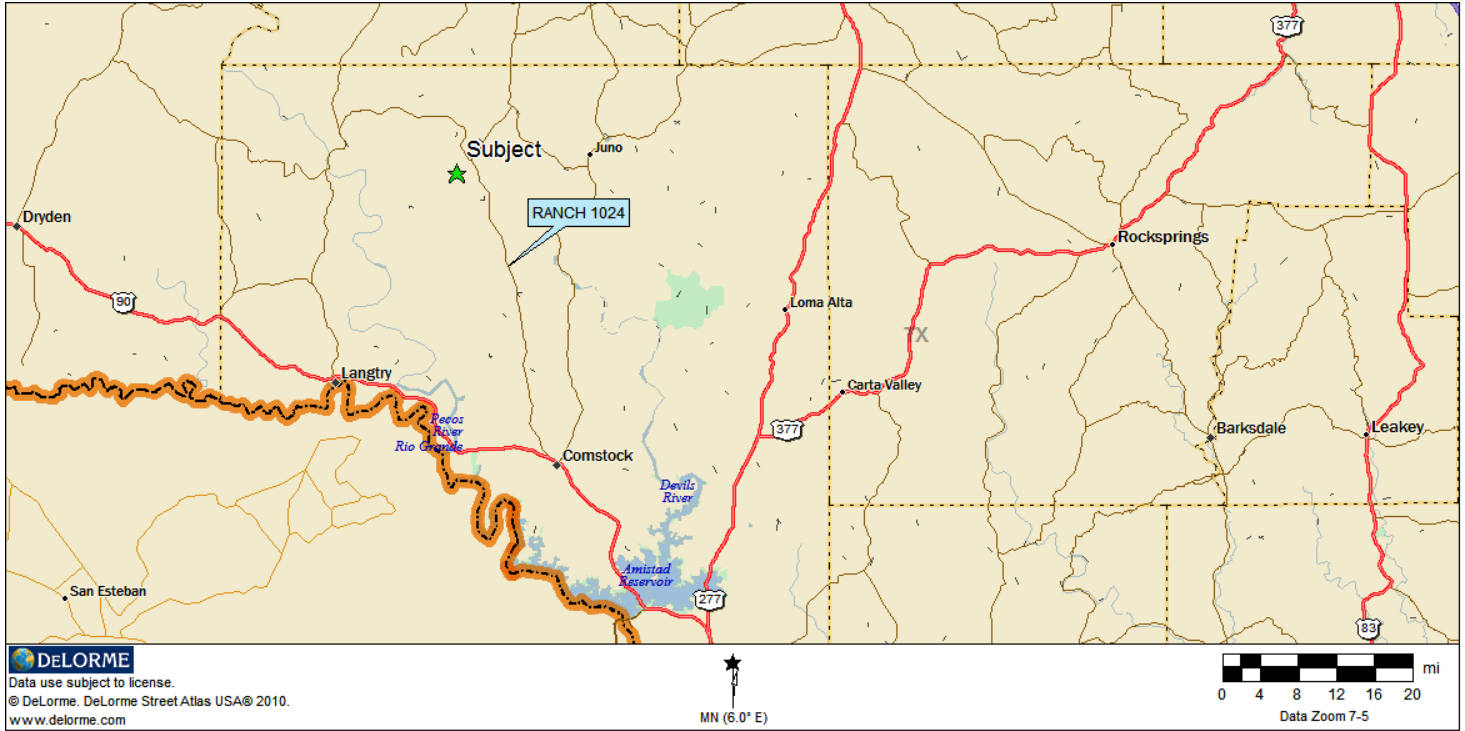 377
Subject
Juno
RANCH 1024
Dryden
Rocksprings
90
Loma Alta
TX
Langtry
Carta Valley
Pecos
River
Rio Grande
377
Barksdale
Leakey
Comstock
Devils
River
Amistad
Reservoir
San Esteban
277
83
DELORME
Data use subject to license.
© DeLorme. DeLorme Street Atlas USA® 2010.
www.delorme.com
MN (6.0° E)
mi
0 4 8 12 16 20
Data Zoom 7-5